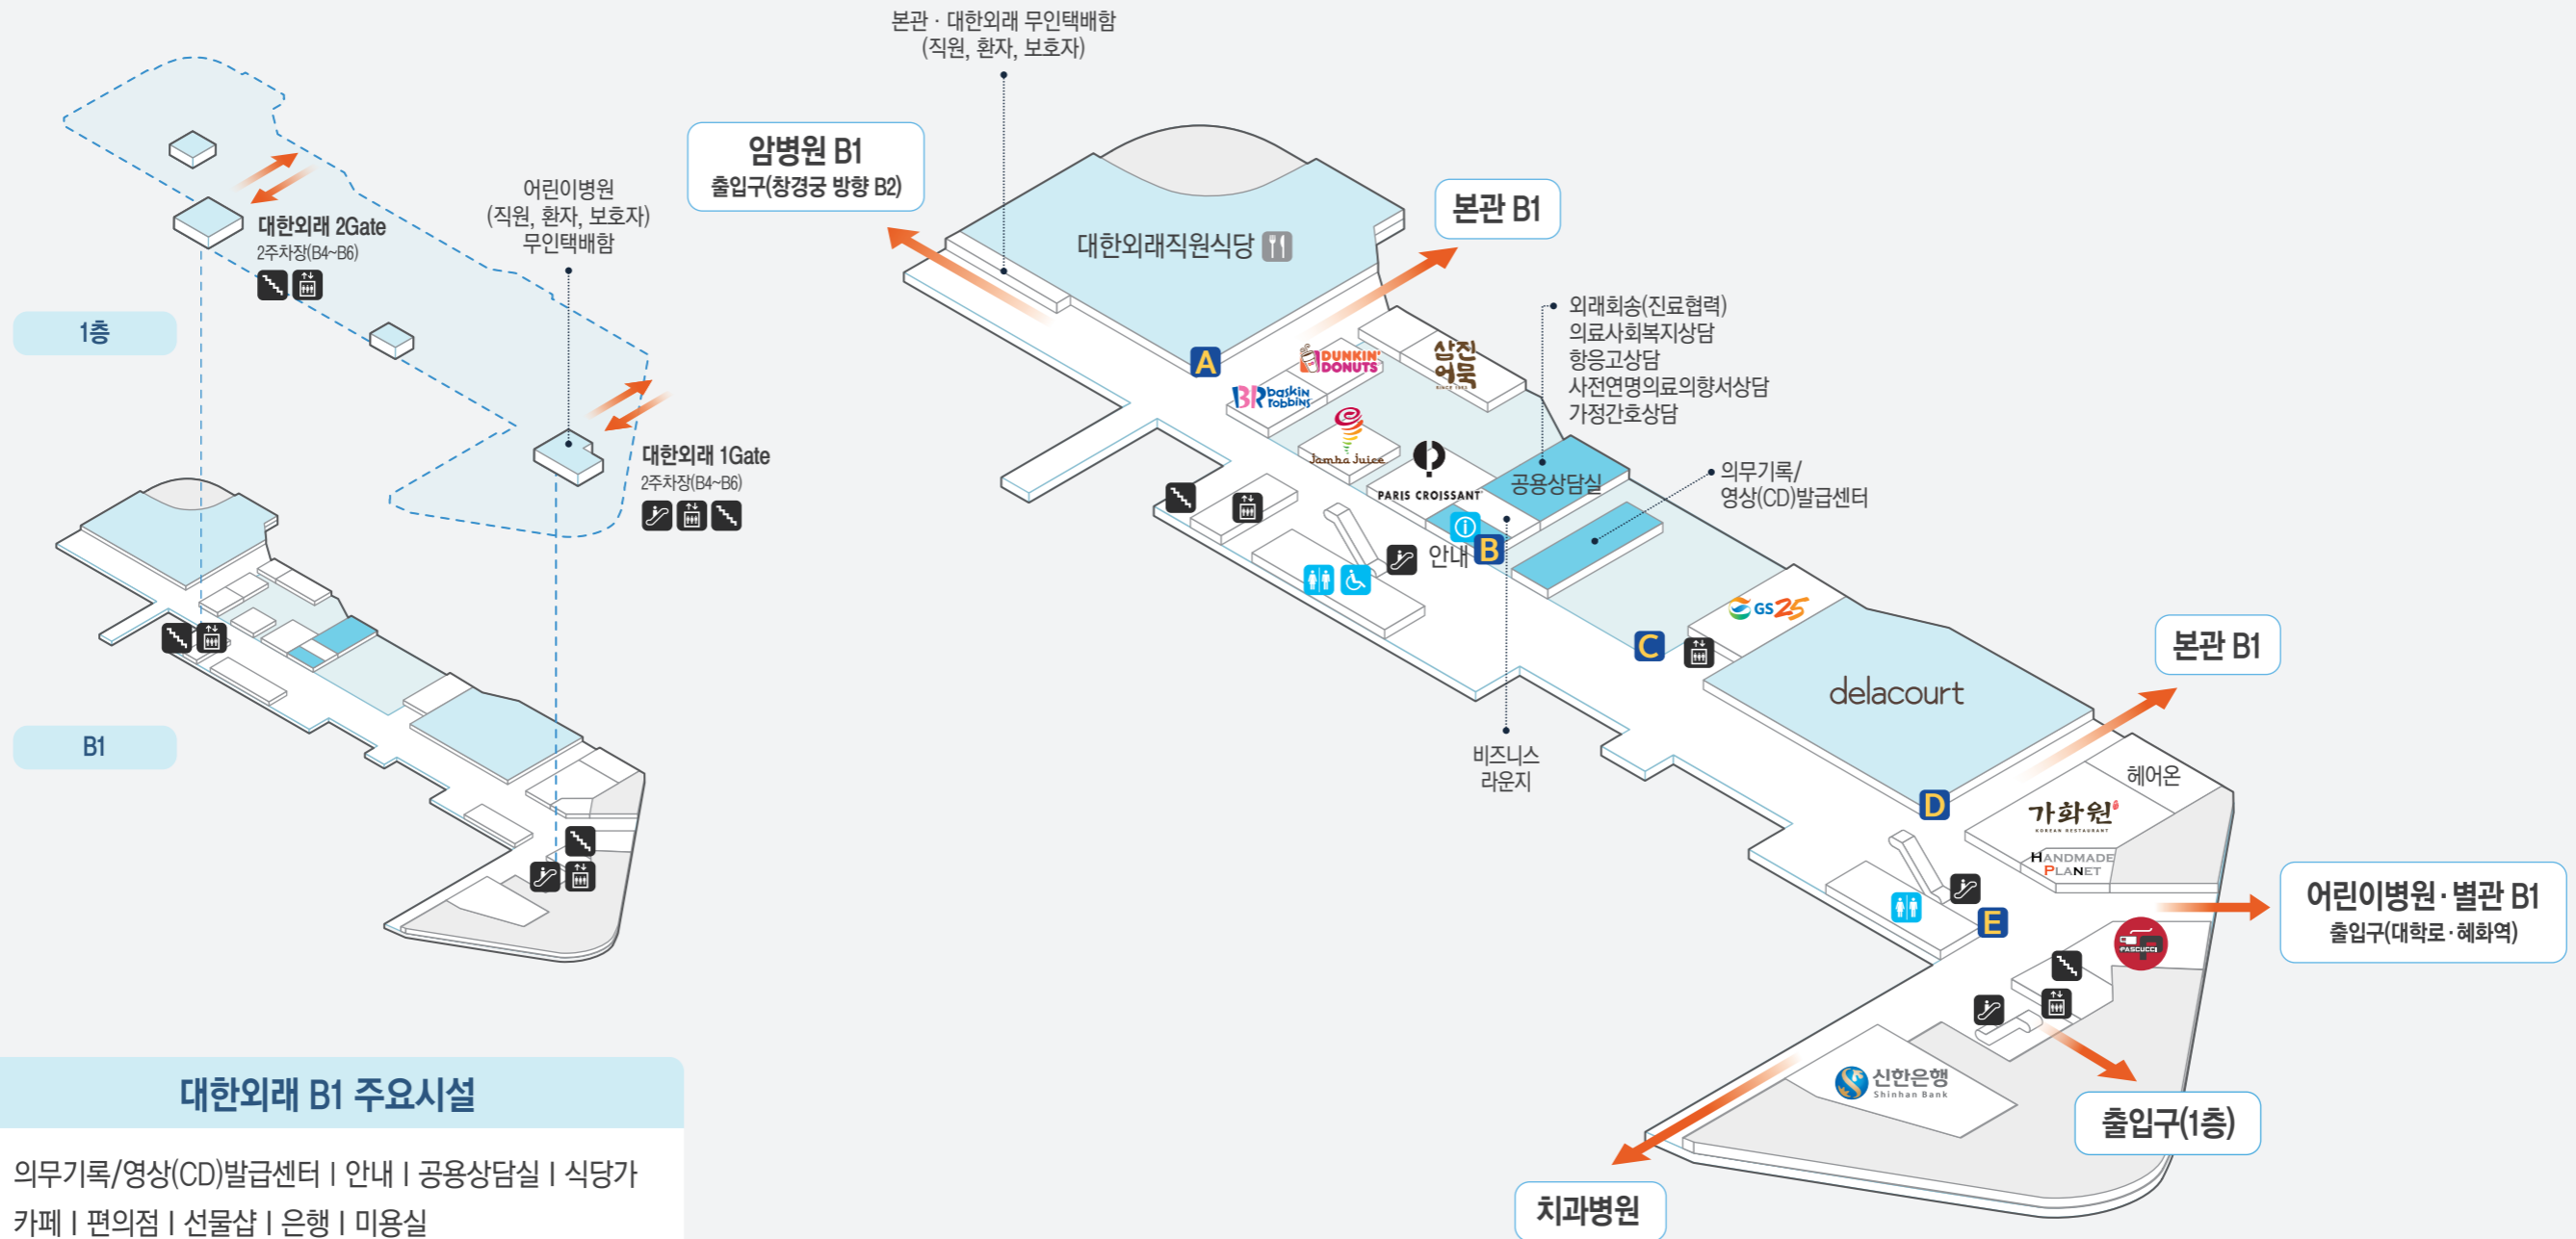 본관 · 대한외래 무인택배함
(직원, 환자, 보호자)
암병원 B1
출입구(창경궁 방향 B2)
어린이병원
(직원, 환자, 보호자)
무인택배함
대한외래 2Gate
2주차장(B4~B6)
1층
대한외래 1Gate
2주차장(B4~B6)
B1
대한외래직원식당
본관 B1
A
DUNKIN'
DONUTS
삼진
어묵
SINCE 1953
BR baskin
robbins
Jamba Juice
PARIS CROISSANT
공용상담실
외래회송(진료협력)
의료사회복지상담
항응고상담
사전연명의료의향서상담
가정간호상담
의무기록/
영상(CD)발급센터
안내
B
비즈니스
라운지
GS25
C
delacourt
본관 B1
D
헤어온
가화원
KOREAN RESTAURANT
HANDMADE
PLANET
어린이병원 · 별관 B1
출입구(대학로 · 혜화역)
E
PASCUCCI
신한은행
Shinhan Bank
출입구(1층)
치과병원
대한외래 B1 주요시설
의무기록/영상(CD)발급센터 | 안내 | 공용상담실 | 식당가
카페 | 편의점 | 선물샵 | 은행 | 미용실